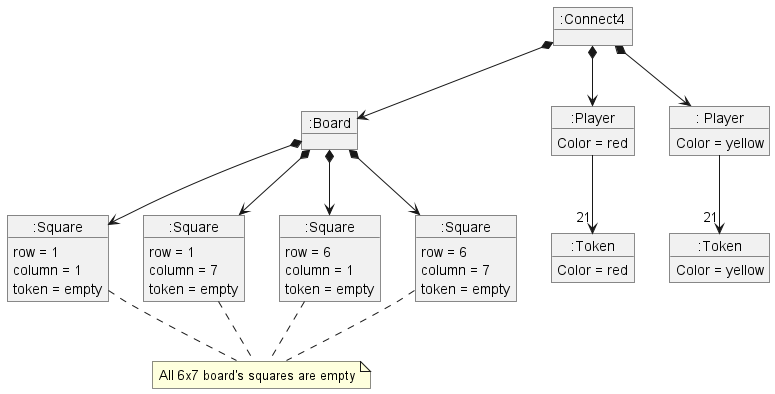 :Connect4
:Board
:Player
Color = red
: Player
Color = yellow
:Square
row = 1
column = 1
token = empty
:Square
row = 1
column = 7
token = empty
:Square
row = 6
column = 1
token = empty
:Square
row = 6
column = 7
token = empty
21
:Token
Color = red
21
:Token
Color = yellow
All 6x7 board's squares are empty